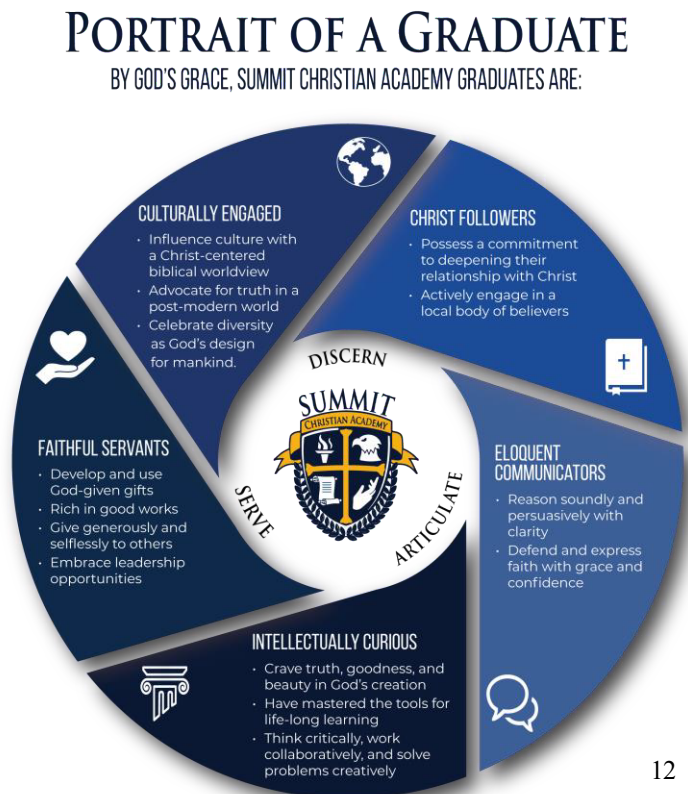 PORTRAIT OF A GRADUATE
BY GOD'S GRACE, SUMMIT CHRISTIAN ACADEMY GRADUATES ARE:
CULTURALLY ENGAGED
• Influence culture with
a Christ-centered
biblical worldview
• Advocate for truth in a
post-modern world
• Celebrate diversity
as God's design
for mankind.
CHRIST FOLLOWERS
• Possess a commitment
to deepening their
relationship with Christ
• Actively engage in a
local body of believers
ELOQUENT
COMMUNICATORS
• Reason soundly and
persuasively with
clarity
• Defend and express
faith with grace and
confidence
INTELLECTUALLY CURIOUS
• Crave truth, goodness, and
beauty in God's creation
• Have mastered the tools for
life-long learning
• Think critically, work
collaboratively, and solve
problems creatively
FAITHFUL SERVANTS
• Develop and use
God-given gifts
• Rich in good works
• Give generously and
selflessly to others
• Embrace leadership
opportunities
DISCERN
ARTICULATE
SERVE
SUMMIT
CHRISTIAN ACADEMY
12